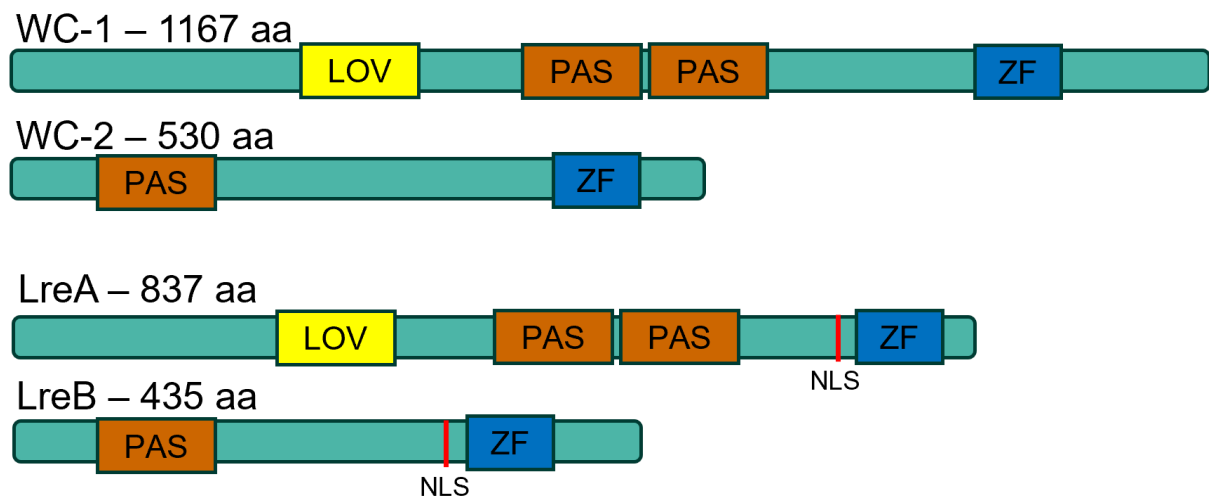 WC-1 – 1167 aa
LOV PAS PAS ZF
WC-2 – 530 aa
PAS ZF
LreA – 837 aa
LOV PAS PAS ZF
NLS
LreB – 435 aa
PAS ZF
NLS